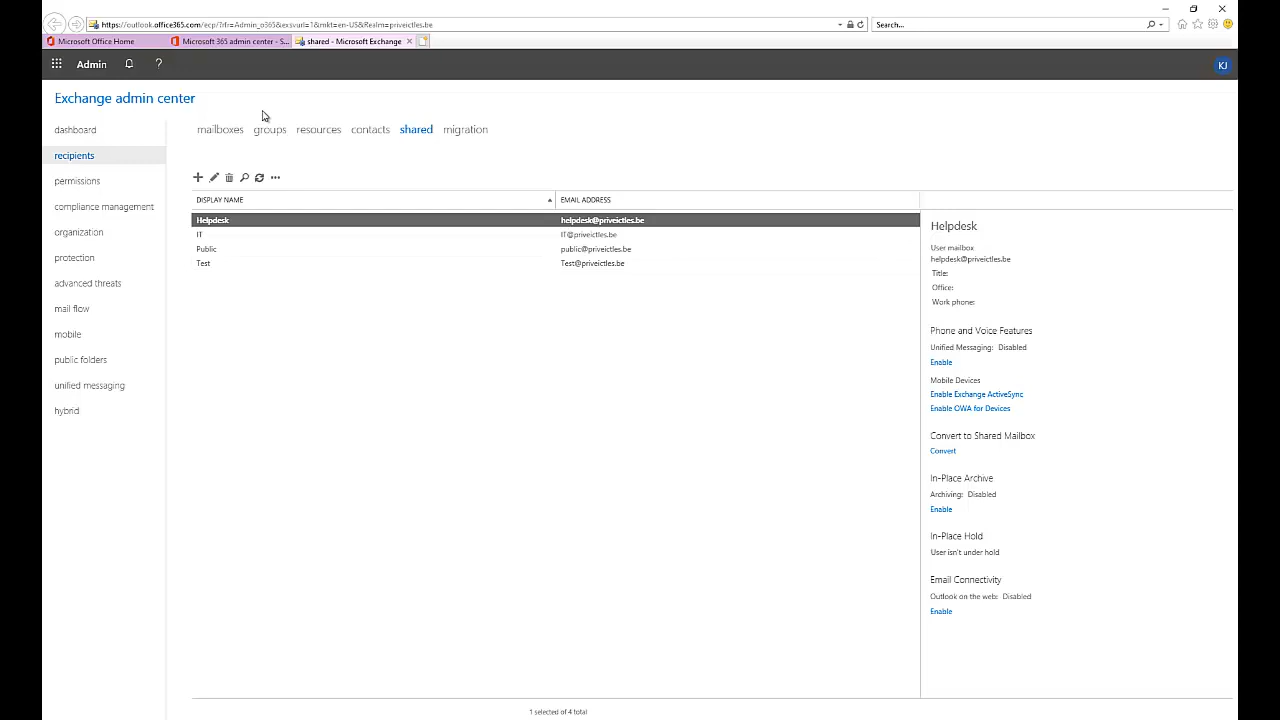 https://outlook.office365.com/ecp/?rfr=Admin_o365&exsvurl=1&mkt=en-US&Realm=priveictles.be
Search...
Microsoft Office Home
Microsoft 365 admin center - S...
shared - Microsoft Exchange
Admin
?
KJ
Exchange admin center
dashboard
recipients
permissions
compliance management
organization
protection
advanced threats
mail flow
mobile
public folders
unified messaging
hybrid
mailboxes groups resources contacts shared migration
DISPLAY NAME EMAIL ADDRESS
Helpdesk helpdesk@priveictles.be
IT IT@priveictles.be
Public public@priveictles.be
Test Test@priveictles.be
1 selected of 4 total
Helpdesk
User mailbox
helpdesk@priveictles.be
Title:
Office:
Work phone:
Phone and Voice Features
Unified Messaging: Disabled
Enable
Mobile Devices
Enable Exchange ActiveSync
Enable OWA for Devices
Convert to Shared Mailbox
Convert
In-Place Archive
Archiving: Disabled
Enable
In-Place Hold
User isn't under hold
Email Connectivity
Outlook on the web: Disabled
Enable